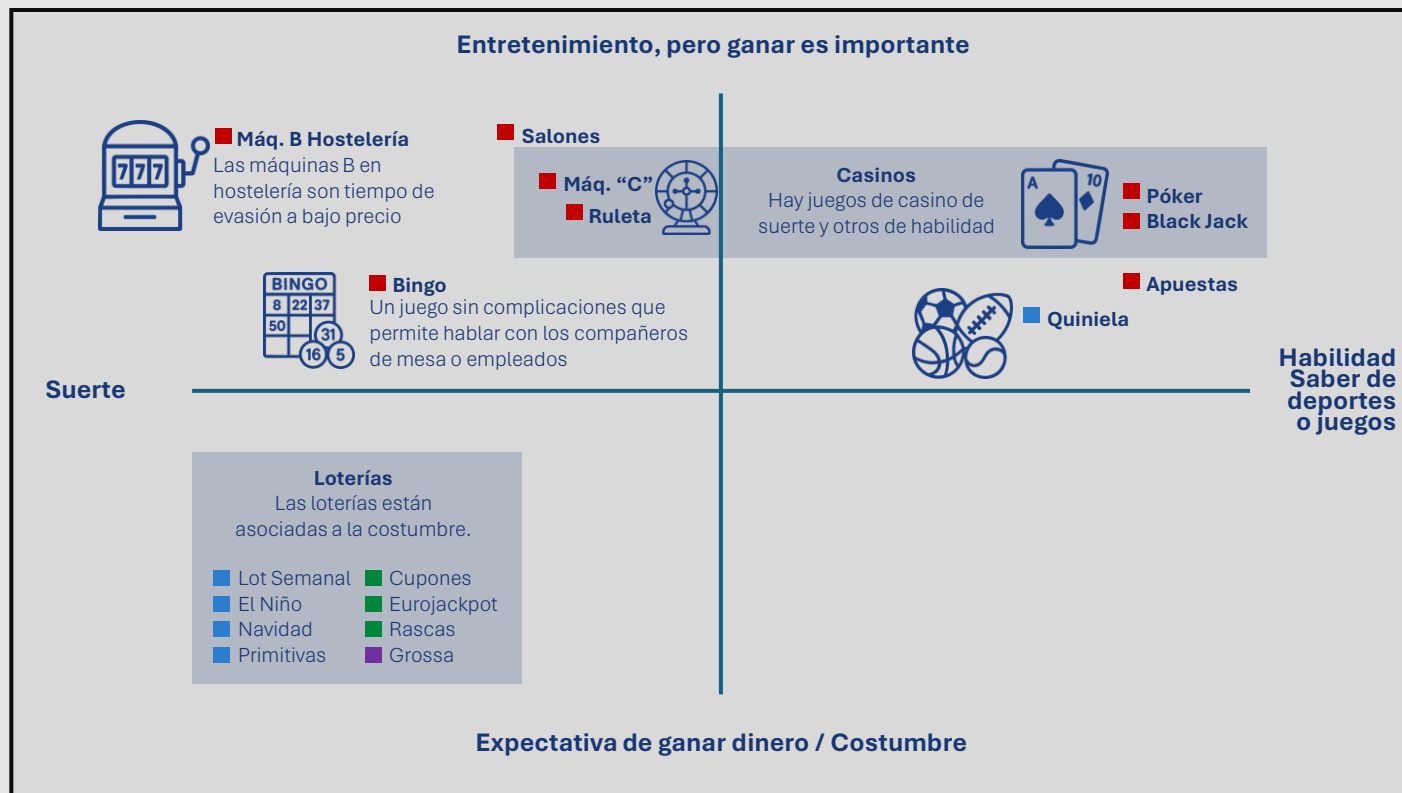 Entretenimiento, pero ganar es importante
777
Máq. B Hostelería
Las máquinas B en
hostelería son tiempo de
evasión a bajo precio
Salones
Máq. “C”
Ruleta
Casinos
Hay juegos de casino de
suerte y otros de habilidad
A
10
Póker
Black Jack
BINGO
8 22 37
50
31
16 5
Bingo
Un juego sin complicaciones que
permite hablar con los compañeros
de mesa o empleados
Apuestas
Quiniela
Suerte
Habilidad
Saber de
deportes
o juegos
Loterías
Las loterías están
asociadas a la costumbre.
Lot Semanal
El Niño
Navidad
Primitivas
Cupones
Eurojackpot
Rascas
Grossa
Expectativa de ganar dinero / Costumbre